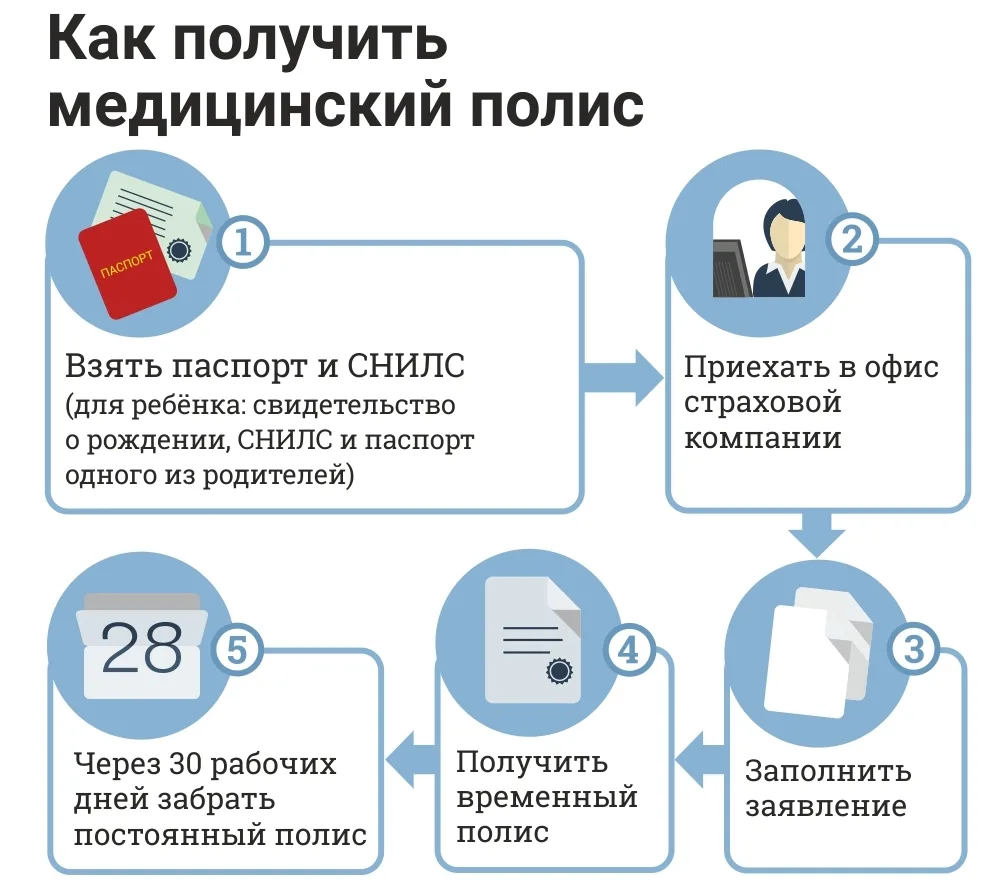 Как получить
медицинский полис
ПАСПОРТ
1
Взять паспорт и СНИЛС
(для ребёнка: свидетельство
о рождении, СНИЛС и паспорт
одного из родителей)
2
Приехать в офис
страховой
компании
3
Заполнить
заявление
4
Получить
временный
полис
28
5
Через 30 рабочих
дней забрать
постоянный полис